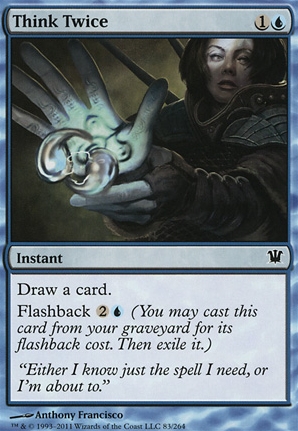 Think Twice 1
Instant
Draw a card.
Flashback 2 (You may cast this
card from your graveyard for its
flashback cost. Then exile it.)
“Either I know just the spell I need, or
I’m about to.”
Anthony Francisco
™ & © 1993–2011 Wizards of the Coast LLC 83/264